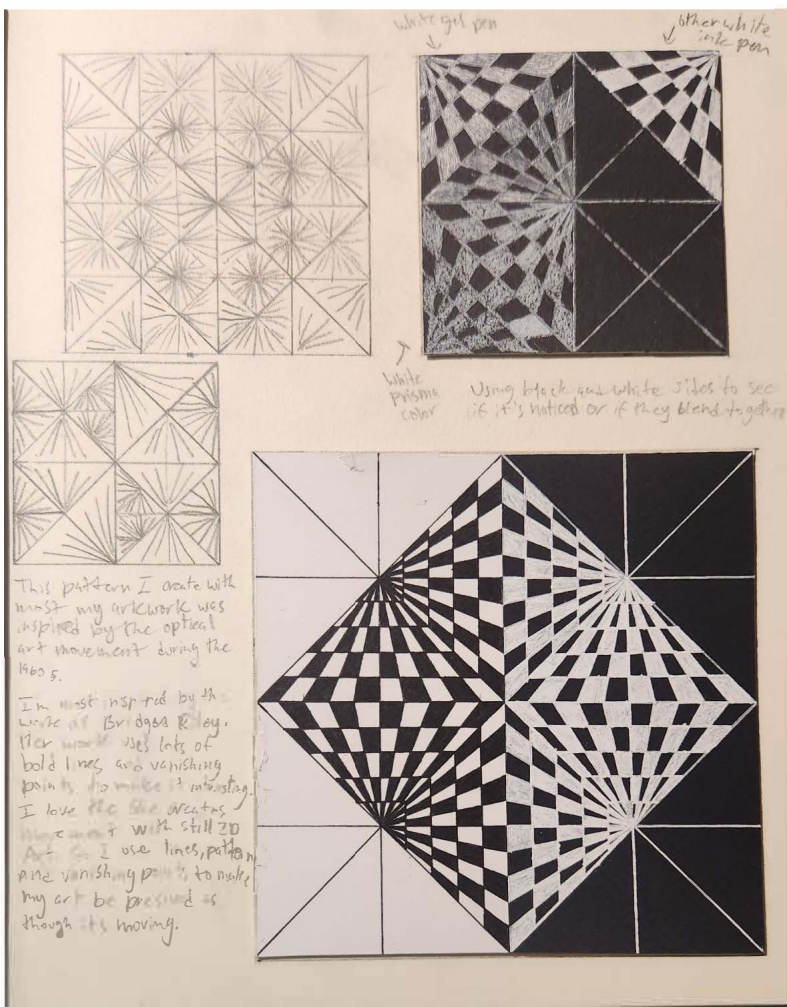 white gel pen
other white
ink pen
white
prisma
color
Using black and white sides to see
if it's noticed or if they blend together
This pattern I create with
most my artwork was
inspired by the optical
art movement during the
1960s.
I'm most inspired by the
work of Bridget Riley.
Her work uses lots of
bold lines and vanishing
points to make it interesting.
I love the She creating
movement with still 2D
Art. So I use lines, pattern
And vanishing points to make
my art be presived as
though its moving.